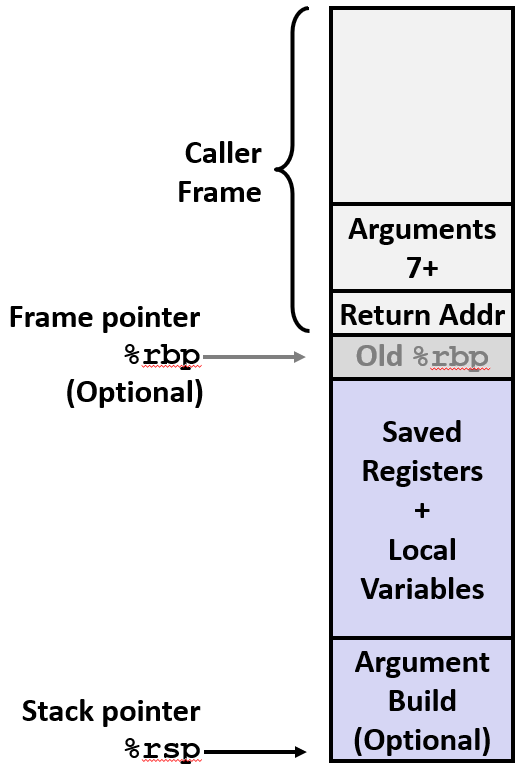 Caller
Frame
Arguments
7+
Return Addr
Frame pointer
%rbp
(Optional)
Old %rbp
Saved
Registers
+
Local
Variables
Argument
Build
(Optional)
Stack pointer
%rsp